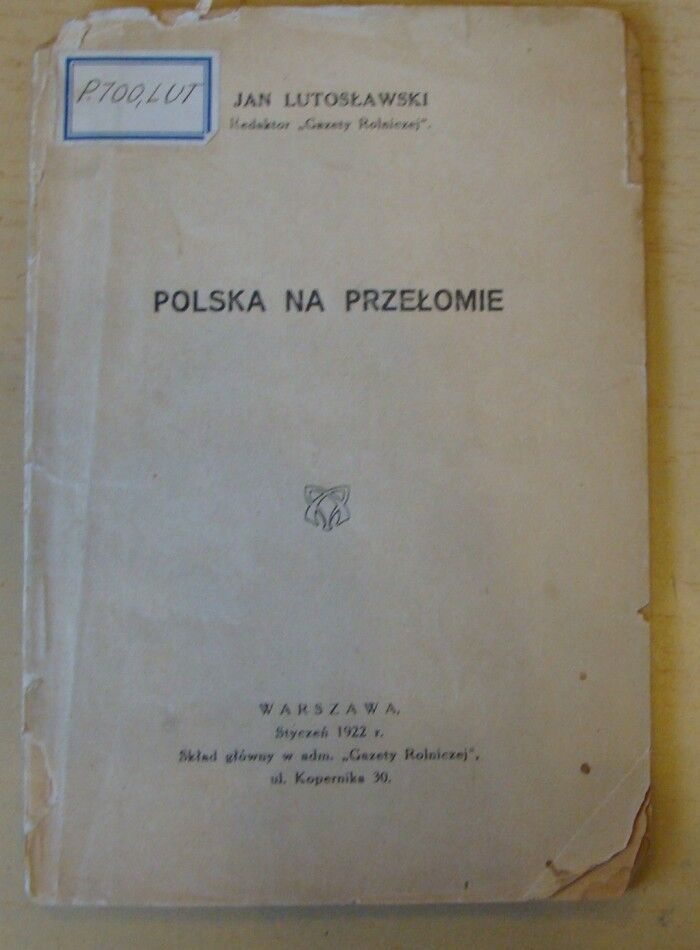 P.700, LUT
JAN LUTOSŁAWSKI
Redaktor „Gazety Rolniczej".
POLSKA NA PRZEŁOMIE
WARSZAWA,
Styczeń 1922 r.
Skład główny w adm. „Gazety Rolniczej",
ul. Kopernika 30.